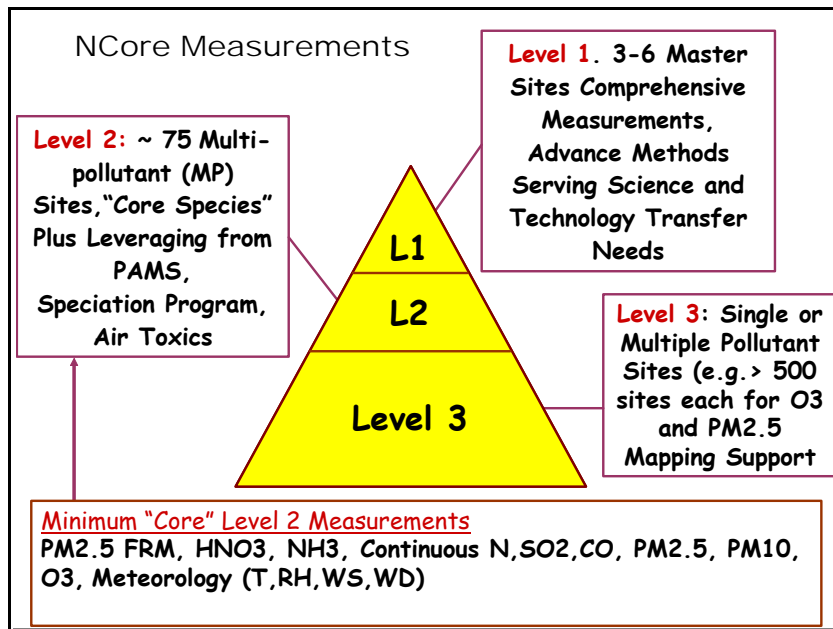 NCore Measurements
Level 1. 3-6 Master
Sites Comprehensive
Measurements,
Advance Methods
Serving Science and
Technology Transfer
Needs
Level 2: ~ 75 Multi-
pollutant (MP)
Sites,“Core Species”
Plus Leveraging from
PAMS,
Speciation Program,
Air Toxics
L1
L2
Level 3
Level 3: Single or
Multiple Pollutant
Sites (e.g.> 500
sites each for O3
and PM2.5
Mapping Support
Minimum “Core” Level 2 Measurements
PM2.5 FRM, HNO3, NH3, Continuous N,SO2,CO, PM2.5, PM10,
O3, Meteorology (T,RH,WS,WD)